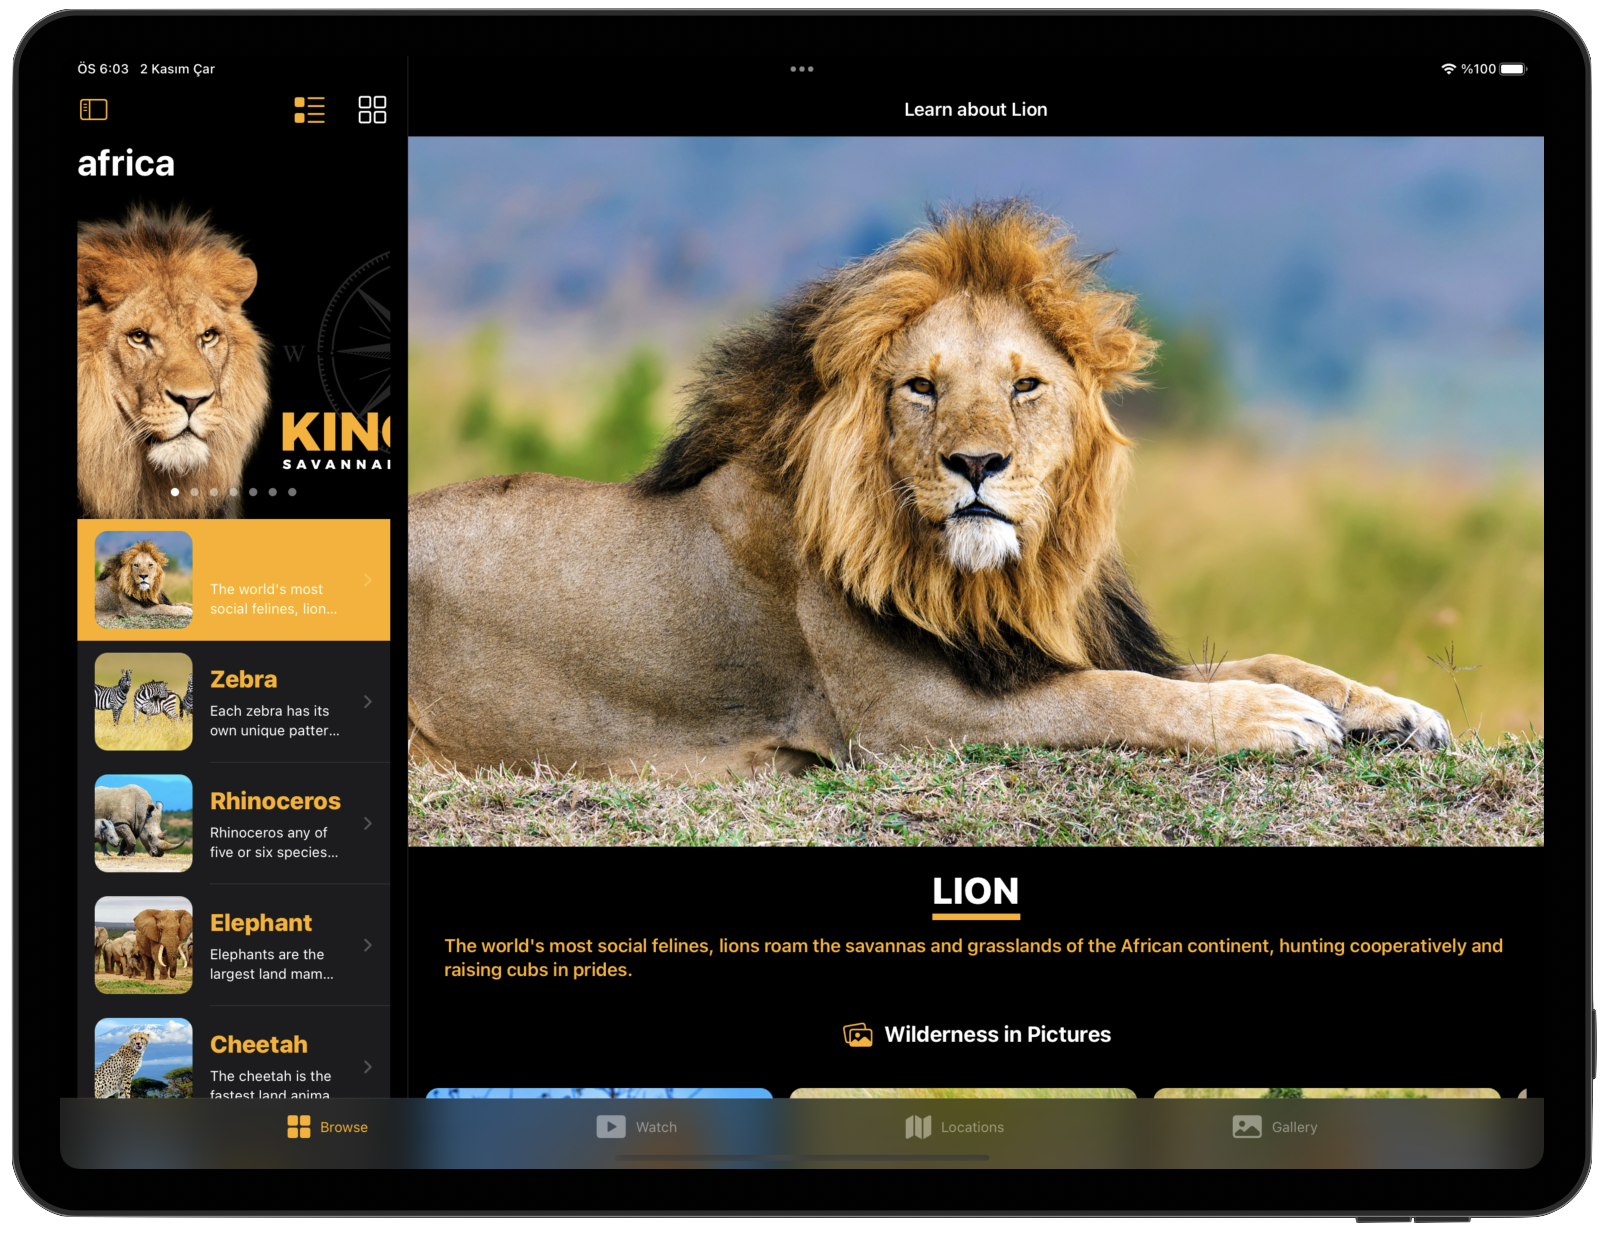 ÖS 6:03 2 Kasım Çar
%100
Learn about Lion
africa
W
KING
SAVANNAH
The world's most
social felines, lion...
Zebra
Each zebra has its
own unique patter...
Rhinoceros
Rhinoceros any of
five or six species...
Elephant
Elephants are the
largest land mam...
Cheetah
The cheetah is the
fastest land anima
LION
The world's most social felines, lions roam the savannas and grasslands of the African continent, hunting cooperatively and
raising cubs in prides.
Wilderness in Pictures
Browse
Watch
Locations
Gallery